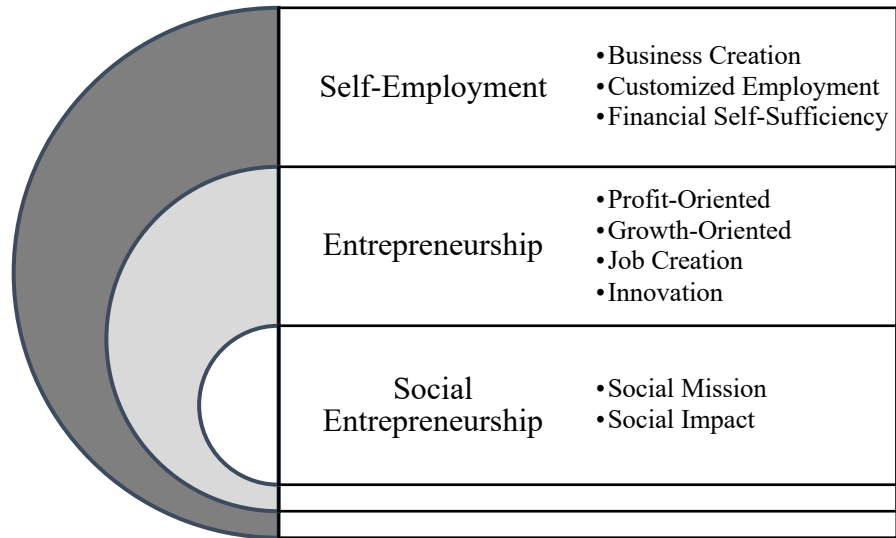 Self-Employment
•Business Creation
•Customized Employment
•Financial Self-Sufficiency
Entrepreneurship
•Profit-Oriented
•Growth-Oriented
•Job Creation
•Innovation
Social
Entrepreneurship
•Social Mission
•Social Impact